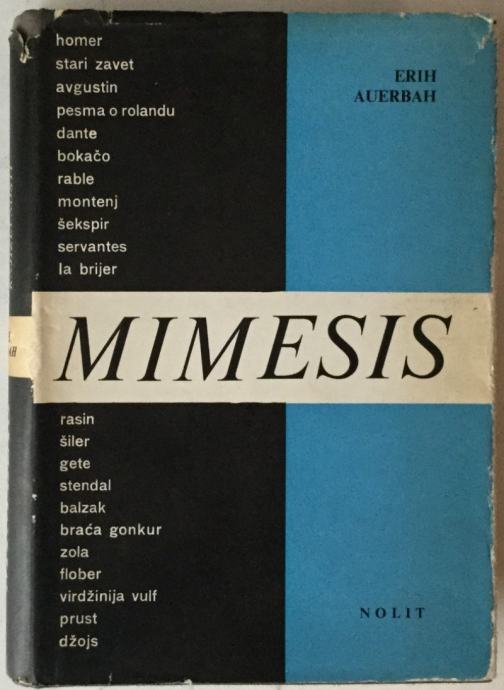 homer
stari zavet
avgustin
pesma o rolandu
dante
bokačo
rable
montenj
šekspir
servantes
la brijer
ERIH
AUERBAH
MIMESIS
rasin
šiler
gete
stendal
balzak
braća gonkur
zola
flober
virdžinija vulf
prust
džojs
NOLIT